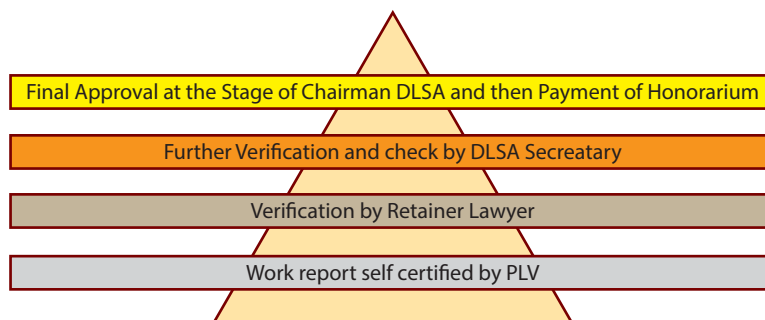 Final Approval at the Stage of Chairman DLSA and then Payment of Honorarium
Further Verification and check by DLSA Secreatary
Verification by Retainer Lawyer
Work report self certified by PLV